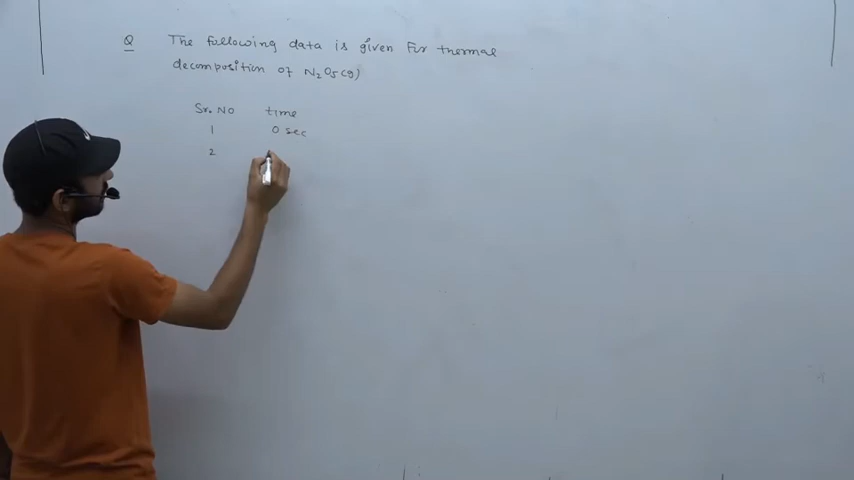 Q The following data is given for thermal
decomposition of N2O5(g)
Sr. NO time
1 0 sec
2